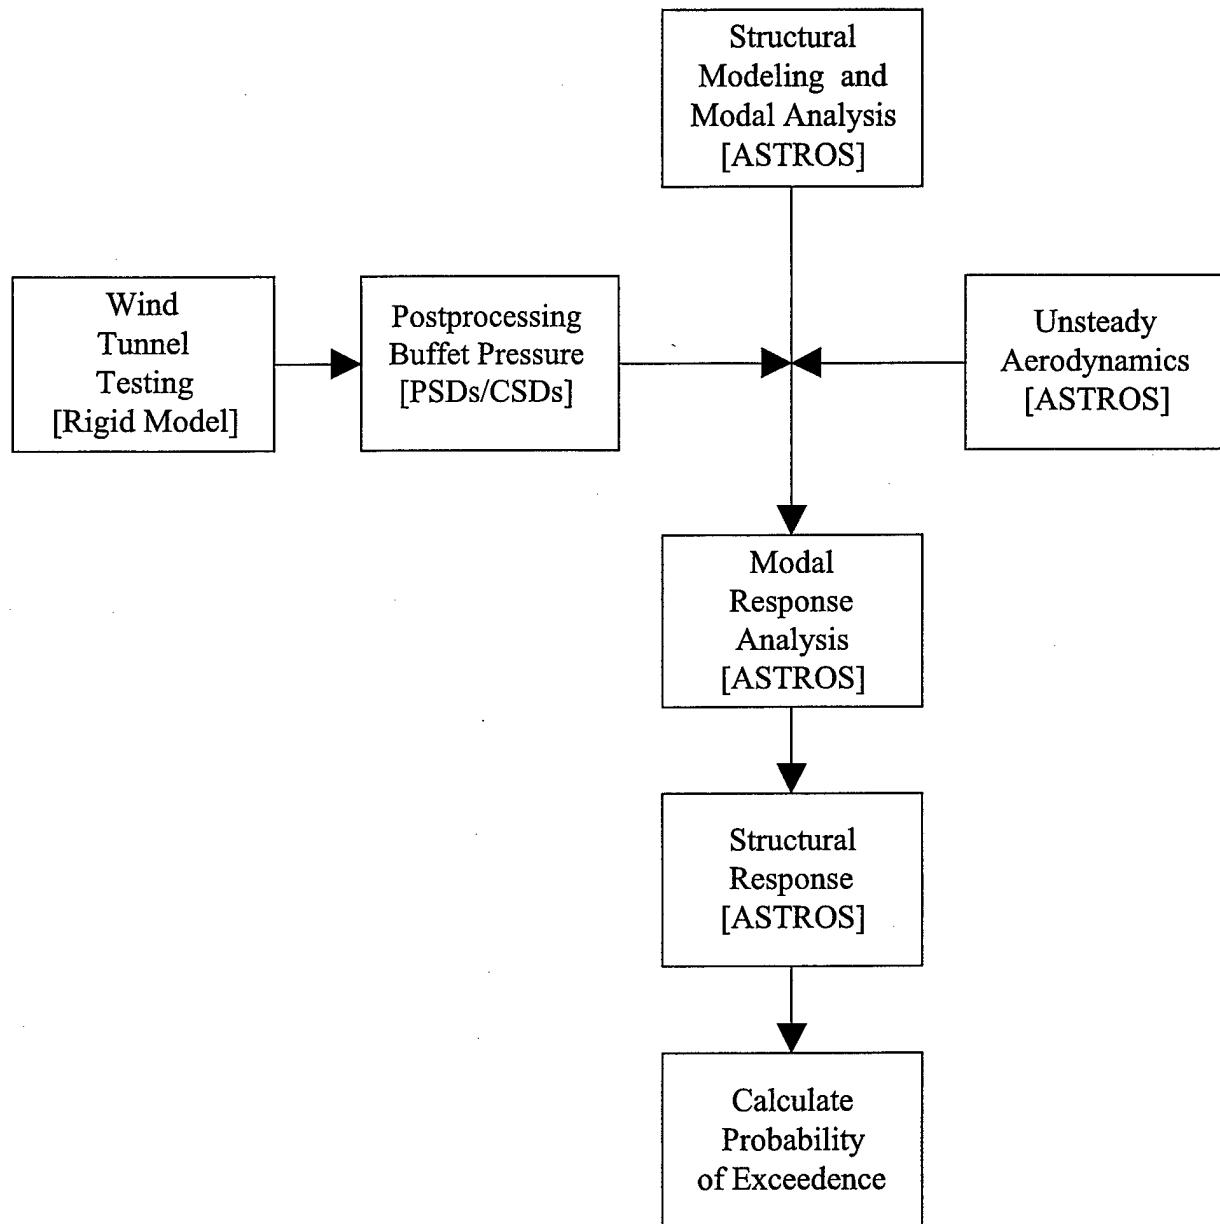 Structural
Modeling and
Modal Analysis
[ASTROS]
Wind
Tunnel
Testing
[Rigid Model]
Postprocessing
Buffet Pressure
[PSDs/CSDs]
Unsteady
Aerodynamics
[ASTROS]
Modal
Response
Analysis
[ASTROS]
Structural
Response
[ASTROS]
Calculate
Probability
of Exceedence